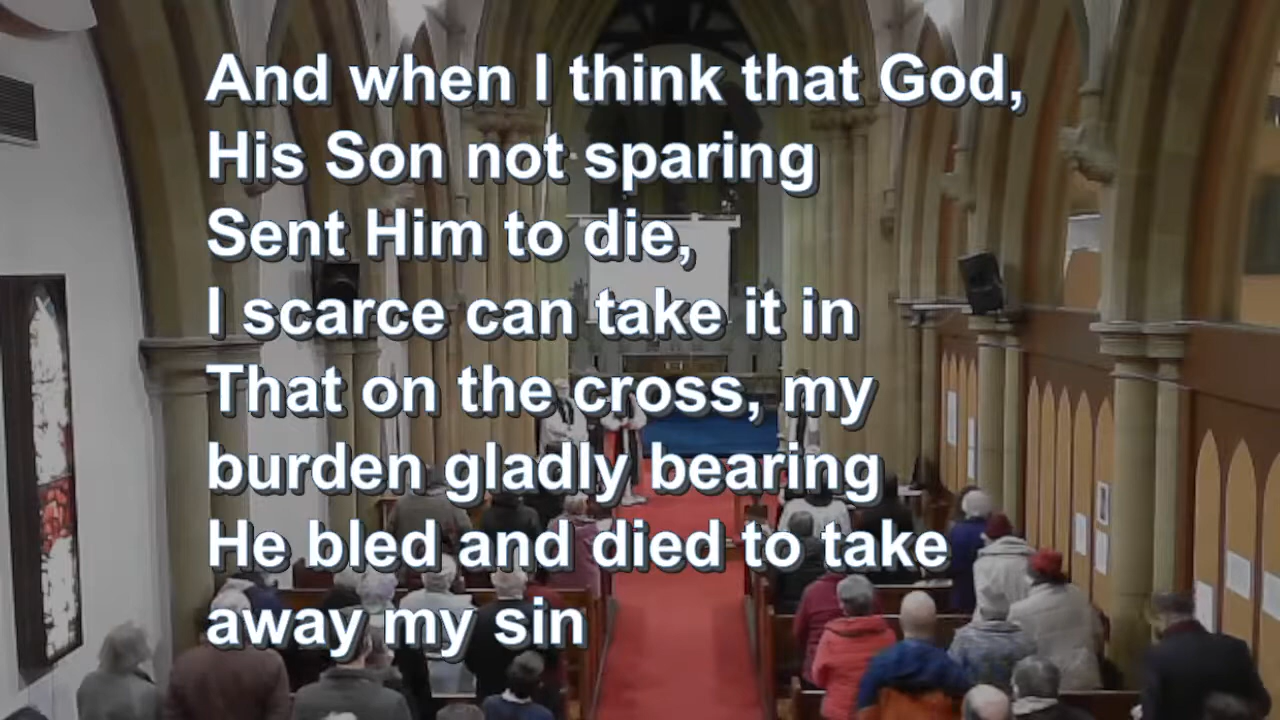 And when I think that God,
His Son not sparing
Sent Him to die,
I scarce can take it in
That on the cross, my
burden gladly bearing
He bled and died to take
away my sin